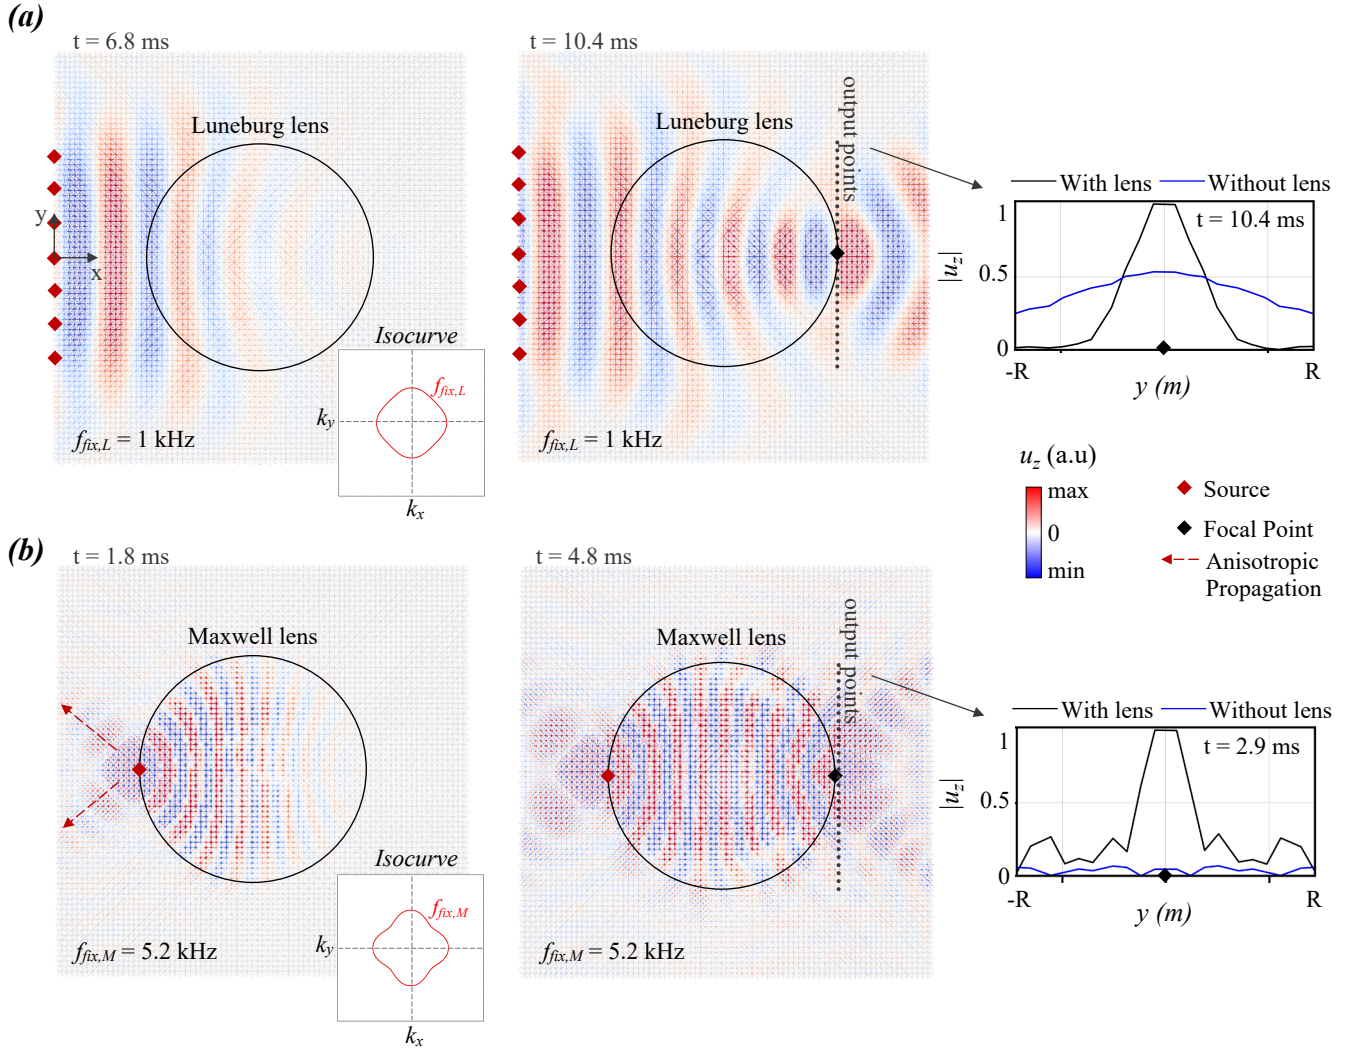 (a)
t = 6.8 ms
t = 10.4 ms
Luneburg lens
Luneburg lens
output points
y
x
Isocurve
f_fix,L
k_y
k_x
f_fix,L = 1 kHz
f_fix,L = 1 kHz
With lens
Without lens
t = 10.4 ms
|u_z|
1
0.5
0
-R
R
y (m)
u_z (a.u)
max
0
min
Source
Focal Point
Anisotropic
Propagation
(b)
t = 1.8 ms
t = 4.8 ms
Maxwell lens
Maxwell lens
output points
Isocurve
f_fix,M
k_y
k_x
f_fix,M = 5.2 kHz
f_fix,M = 5.2 kHz
With lens
Without lens
t = 2.9 ms
|u_z|
1
0.5
0
-R
R
y (m)